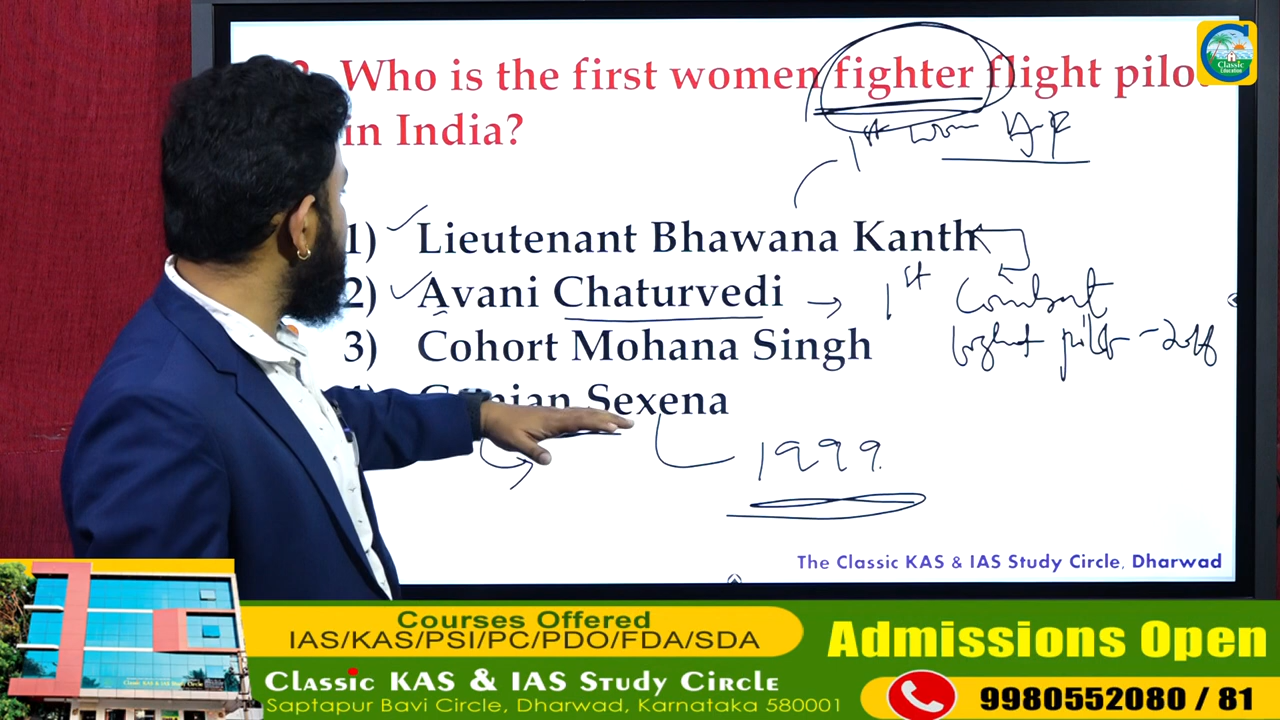 Who is the first women fighter flight pilot
in India?
1st
1) Lieutenant Bhawana Kanth
2) Avani Chaturvedi → 1st Combat
3) Cohort Mohana Singh
Sexena
1999
The Classic KAS & IAS Study Circle, Dharwad
Classic
Education
Courses Offered
IAS/KAS/PSI/PC/PDO/FDA/SDA
Classic KAS & IAS Study Circle
Saptapur Bavi Circle, Dharwad, Karnataka 580001
Admissions Open
9980552080 / 81